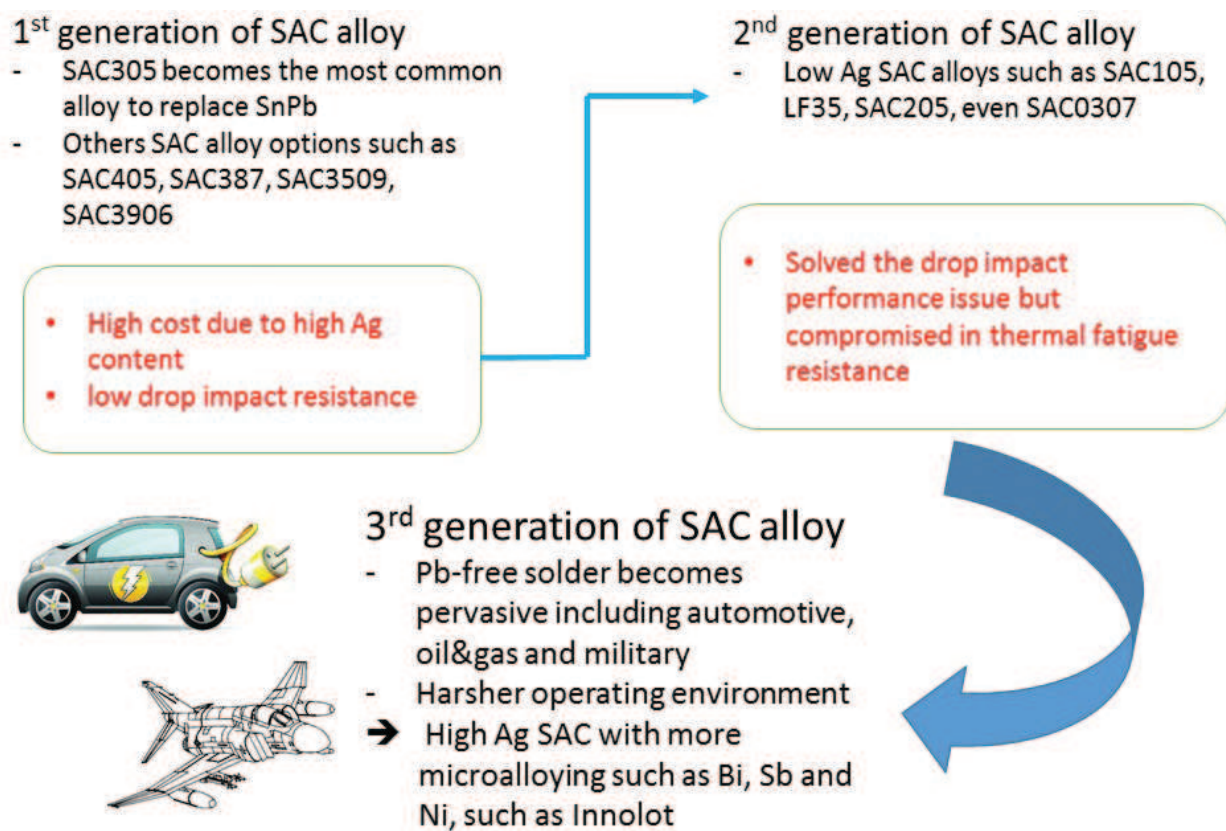 1st generation of SAC alloy
- SAC305 becomes the most common
alloy to replace SnPb
- Others SAC alloy options such as
SAC405, SAC387, SAC3509,
SAC3906
• High cost due to high Ag
content
• low drop impact resistance
2nd generation of SAC alloy
- Low Ag SAC alloys such as SAC105,
LF35, SAC205, even SAC0307
• Solved the drop impact
performance issue but
compromised in thermal fatigue
resistance
3rd generation of SAC alloy
- Pb-free solder becomes
pervasive including automotive,
oil&gas and military
- Harsher operating environment
➔ High Ag SAC with more
microalloying such as Bi, Sb and
Ni, such as Innolot